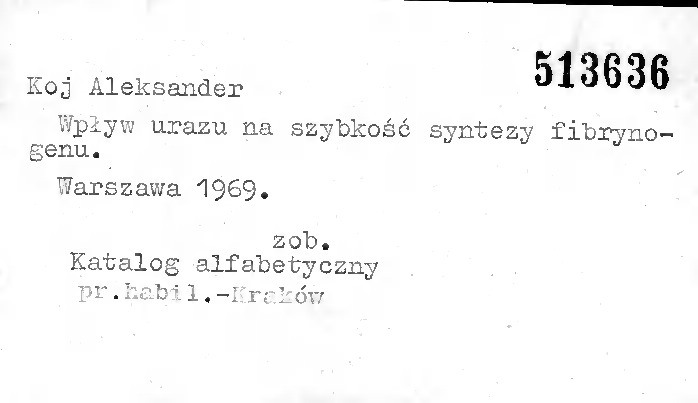 513636
Koj Aleksander
Wpływ urazu na szybkość syntezy fibryno-
genu.
Warszawa 1969.
zob.
Katalog alfabetyczny
pr.habil.-Kraków